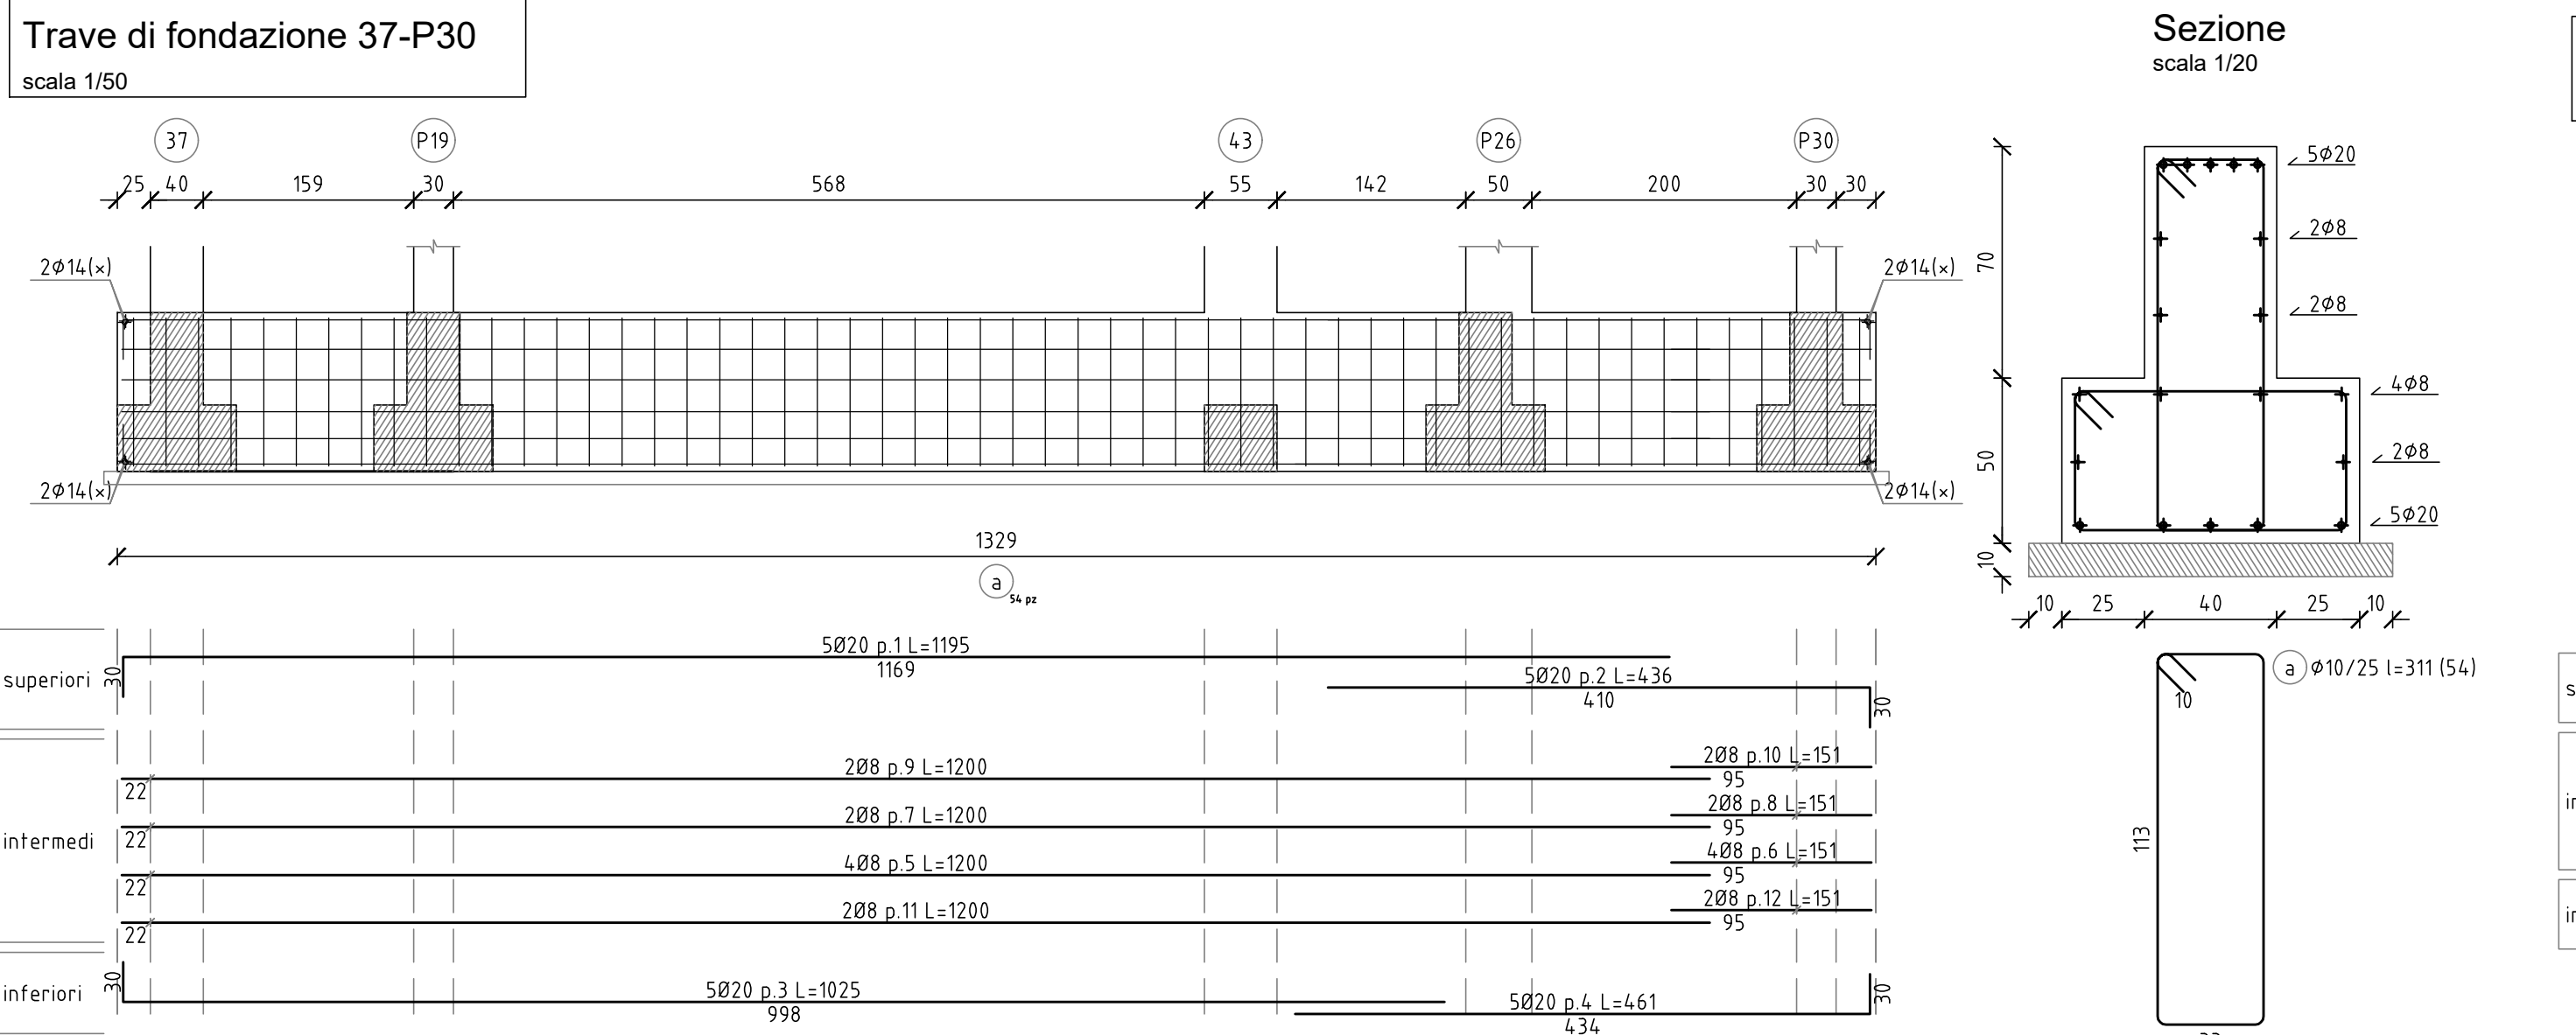 Trave di fondazione 37-P30
scala 1/50
Sezione
scala 1/20
37 P19 43 P26 P30
25 40 159 30 568 55 142 50 200 30 30
2Ø14(x) 2Ø14(x)
2Ø14(x) 2Ø14(x)
1329
a
54 pz
5Ø20
2Ø8
2Ø8
4Ø8
2Ø8
5Ø20
70
50
10
10 25 40 25 10
superiori
30
5Ø20 p.1 L=1195
1169
5Ø20 p.2 L=436
410
30
intermedi
2Ø8 p.9 L=1200
22
2Ø8 p.10 L=151
95
2Ø8 p.7 L=1200
22
2Ø8 p.8 L=151
95
4Ø8 p.5 L=1200
22
4Ø8 p.6 L=151
95
2Ø8 p.11 L=1200
22
2Ø8 p.12 L=151
95
inferiori
30
5Ø20 p.3 L=1025
998
5Ø20 p.4 L=461
434
30
a Ø10/25 l=311 (54)
10
113